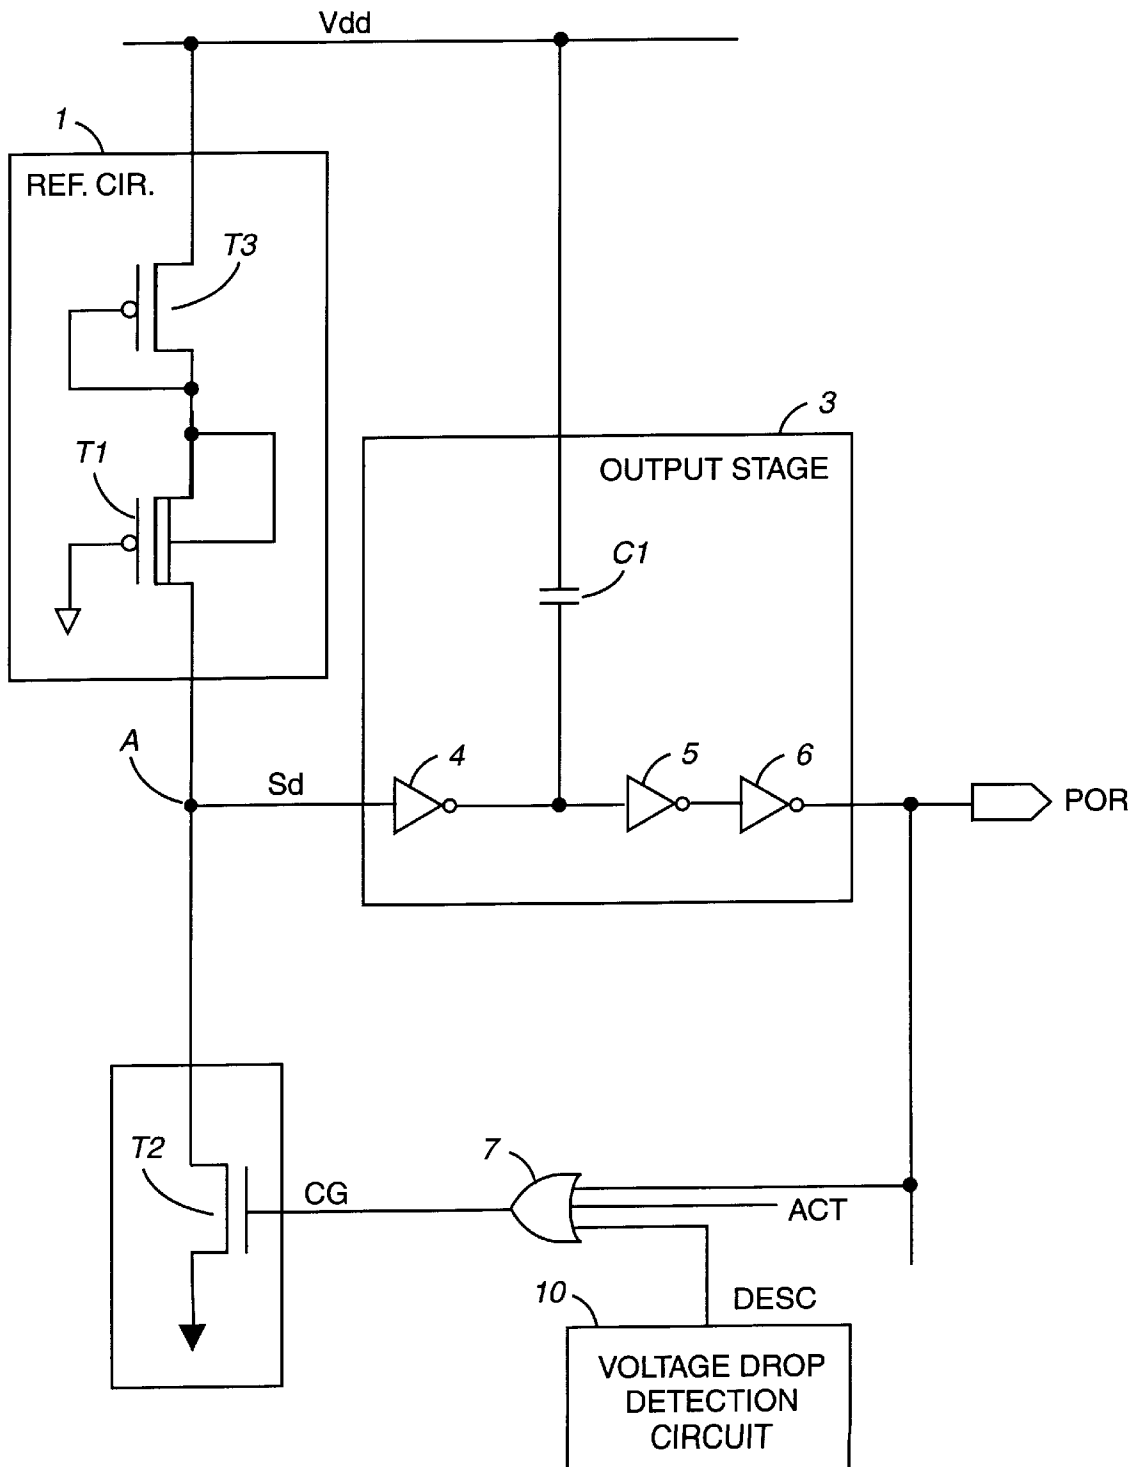 Vdd
1
REF. CIR.
T3
T1
3
OUTPUT STAGE
C1
A
Sd
4
5
6
POR
T2
CG
7
ACT
DESC
10
VOLTAGE DROP
DETECTION
CIRCUIT